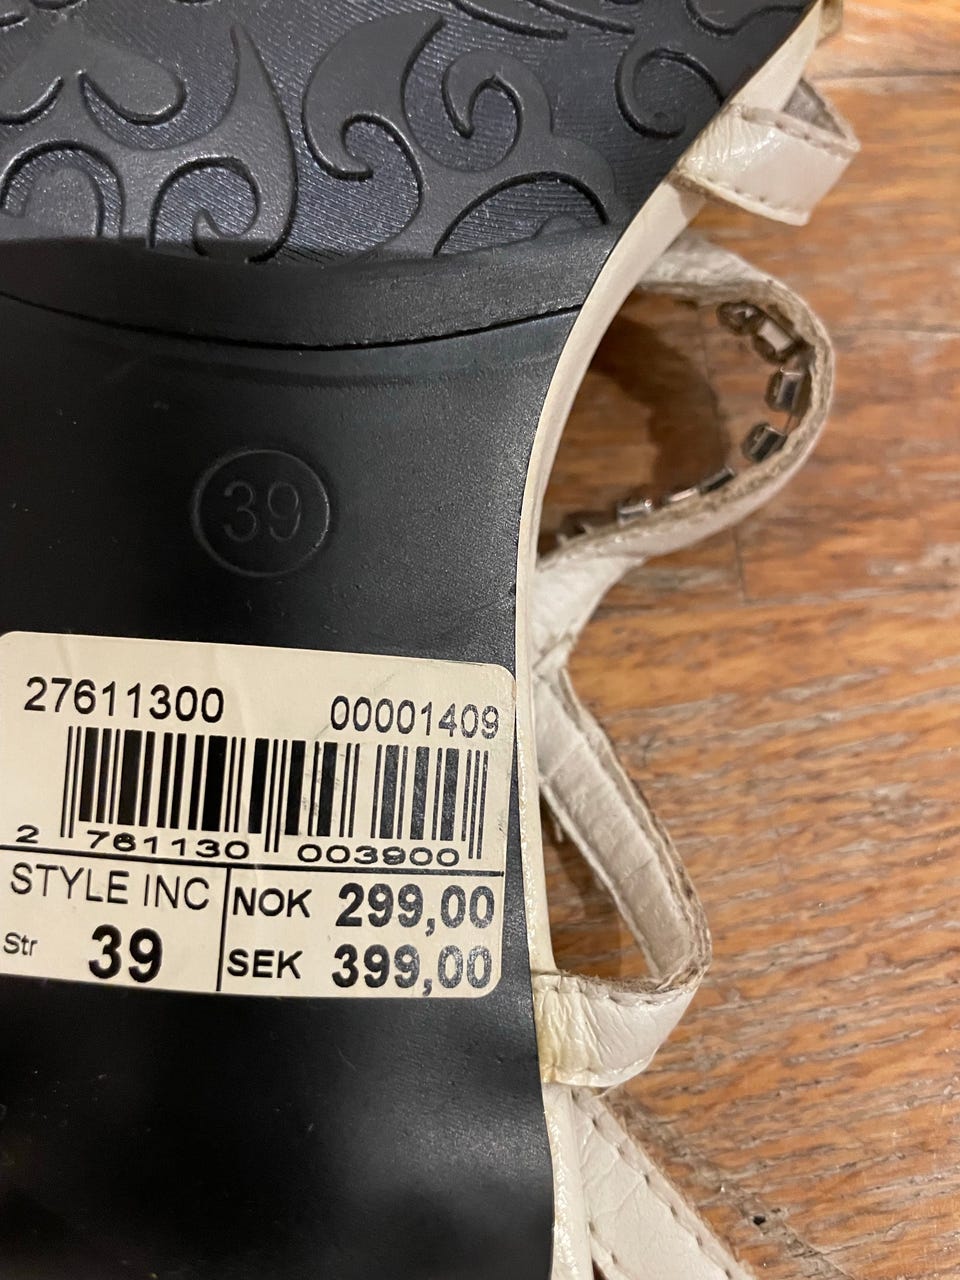 39
27611300 00001409
2 761130 003900
STYLE INC NOK 299,00
Str 39 SEK 399,00